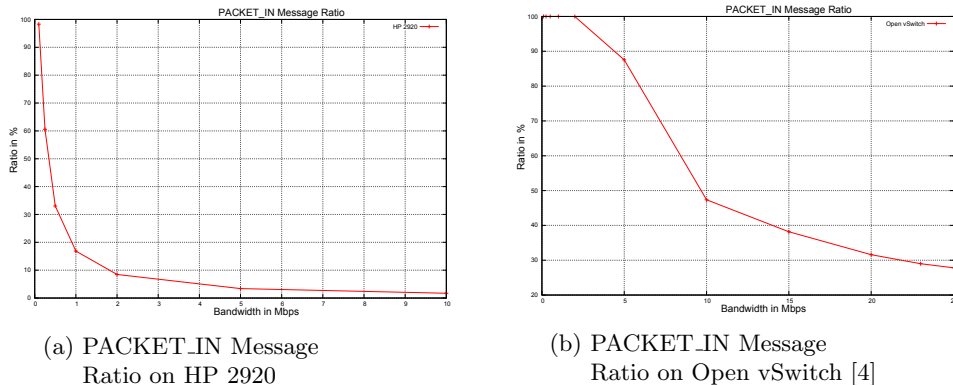 PACKET_IN Message Ratio
HP 2920
Ratio in %
100
90
80
70
60
50
40
30
20
10
0
0 1 2 3 4 5 6 7 8 9 10
Bandwidth in Mbps
(a) PACKET_IN Message
Ratio on HP 2920
PACKET_IN Message Ratio
Open vSwitch
Ratio in %
100
90
80
70
60
50
40
30
20
0 5 10 15 20 25
Bandwidth in Mbps
(b) PACKET_IN Message
Ratio on Open vSwitch [4]